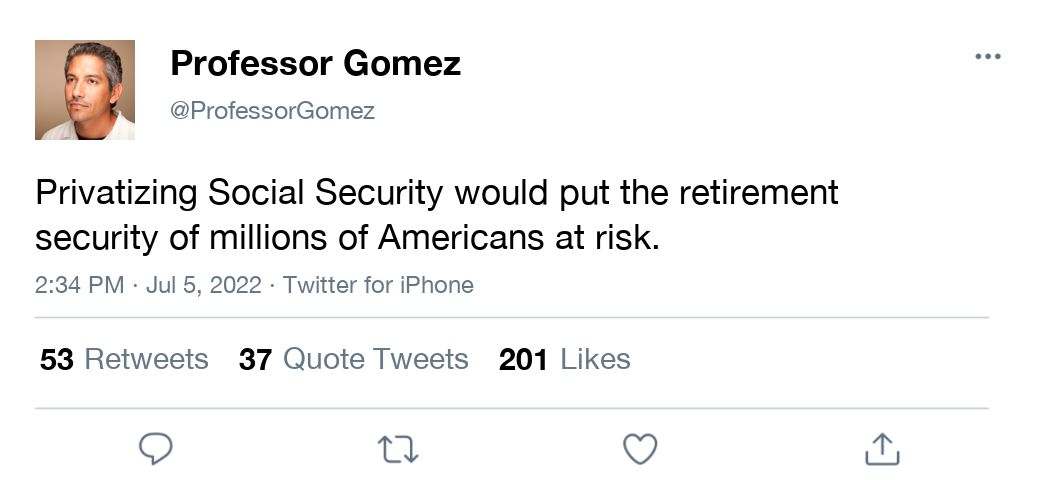 Professor Gomez
@ProfessorGomez
Privatizing Social Security would put the retirement
security of millions of Americans at risk.
2:34 PM · Jul 5, 2022 · Twitter for iPhone
53 Retweets 37 Quote Tweets 201 Likes